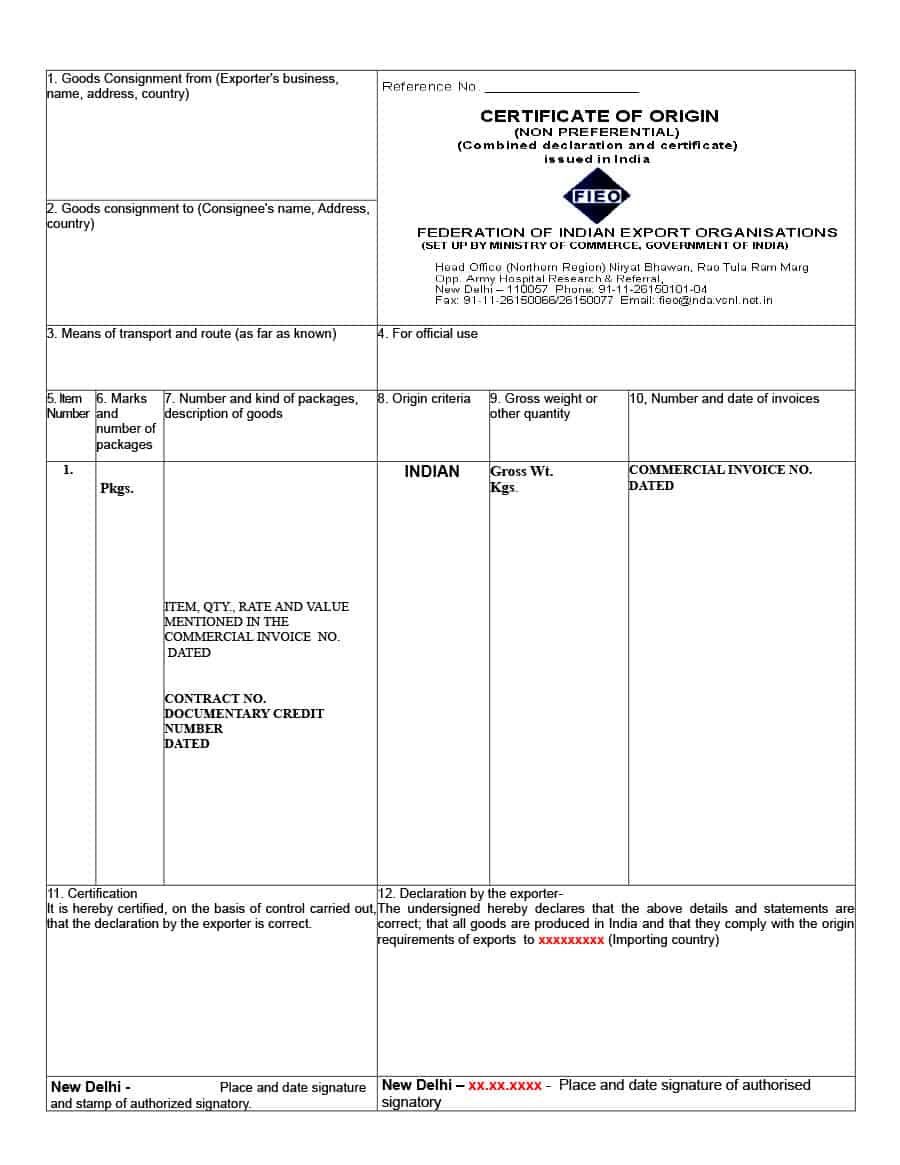 1. Goods Consignment from (Exporter's business,
name, address, country)
Reference No. ____________________
CERTIFICATE OF ORIGIN
(NON PREFERENTIAL)
(Combined declaration and certificate)
issued in India
FIEO
FEDERATION OF INDIAN EXPORT ORGANISATIONS
(SET UP BY MINISTRY OF COMMERCE, GOVERNMENT OF INDIA)
Head Office (Northern Region) Niryat Bhawan, Rao Tula Ram Marg
Opp. Army Hospital Research & Referral,
New Delhi – 110057 Phone: 91-11-26150101-04
Fax: 91-11-26150066/26150077 Email: fieo@nda.vsnl.net.in
2. Goods consignment to (Consignee's name, Address,
country)
3. Means of transport and route (as far as known)
4. For official use
5. Item
Number
6. Marks
and
number of
packages
7. Number and kind of packages,
description of goods
8. Origin criteria
9. Gross weight or
other quantity
10, Number and date of invoices
1.
Pkgs.
ITEM, QTY., RATE AND VALUE
MENTIONED IN THE
COMMERCIAL INVOICE NO.
DATED
CONTRACT NO.
DOCUMENTARY CREDIT
NUMBER
DATED
INDIAN
Gross Wt.
Kgs.
COMMERCIAL INVOICE NO.
DATED
11. Certification
It is hereby certified, on the basis of control carried out,
that the declaration by the exporter is correct.
12. Declaration by the exporter-
The undersigned hereby declares that the above details and statements are
correct; that all goods are produced in India and that they comply with the origin
requirements of exports to xxxxxxxxx (Importing country)
New Delhi - Place and date signature
and stamp of authorized signatory.
New Delhi – xx.xx.xxxx - Place and date signature of authorised
signatory